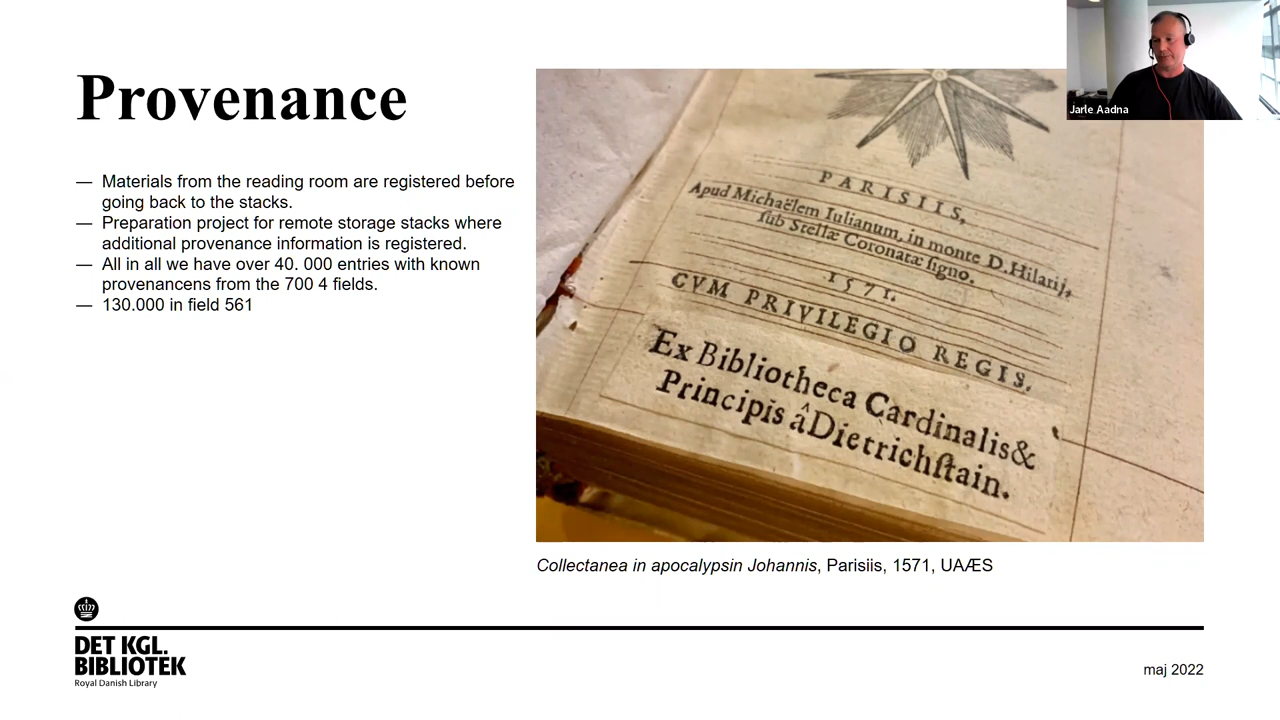 Jarle Aadna
Provenance
— Materials from the reading room are registered before
going back to the stacks.
— Preparation project for remote storage stacks where
additional provenance information is registered.
— All in all we have over 40. 000 entries with known
provenancens from the 700 4 fields.
— 130.000 in field 561
PARISIIS,
Apud Michaëlem Iulianum, in monte D.Hilarij,
ſub Stellæ Coronatæ ſigno.
1571.
CVM PRIVILEGIO REGIS.
Ex Bibliotheca Cardinalis&
Principis â Dietrichſtain.
Collectanea in apocalypsin Johannis, Parisiis, 1571, UAÆS
DET KGL.
BIBLIOTEK
Royal Danish Library
maj 2022